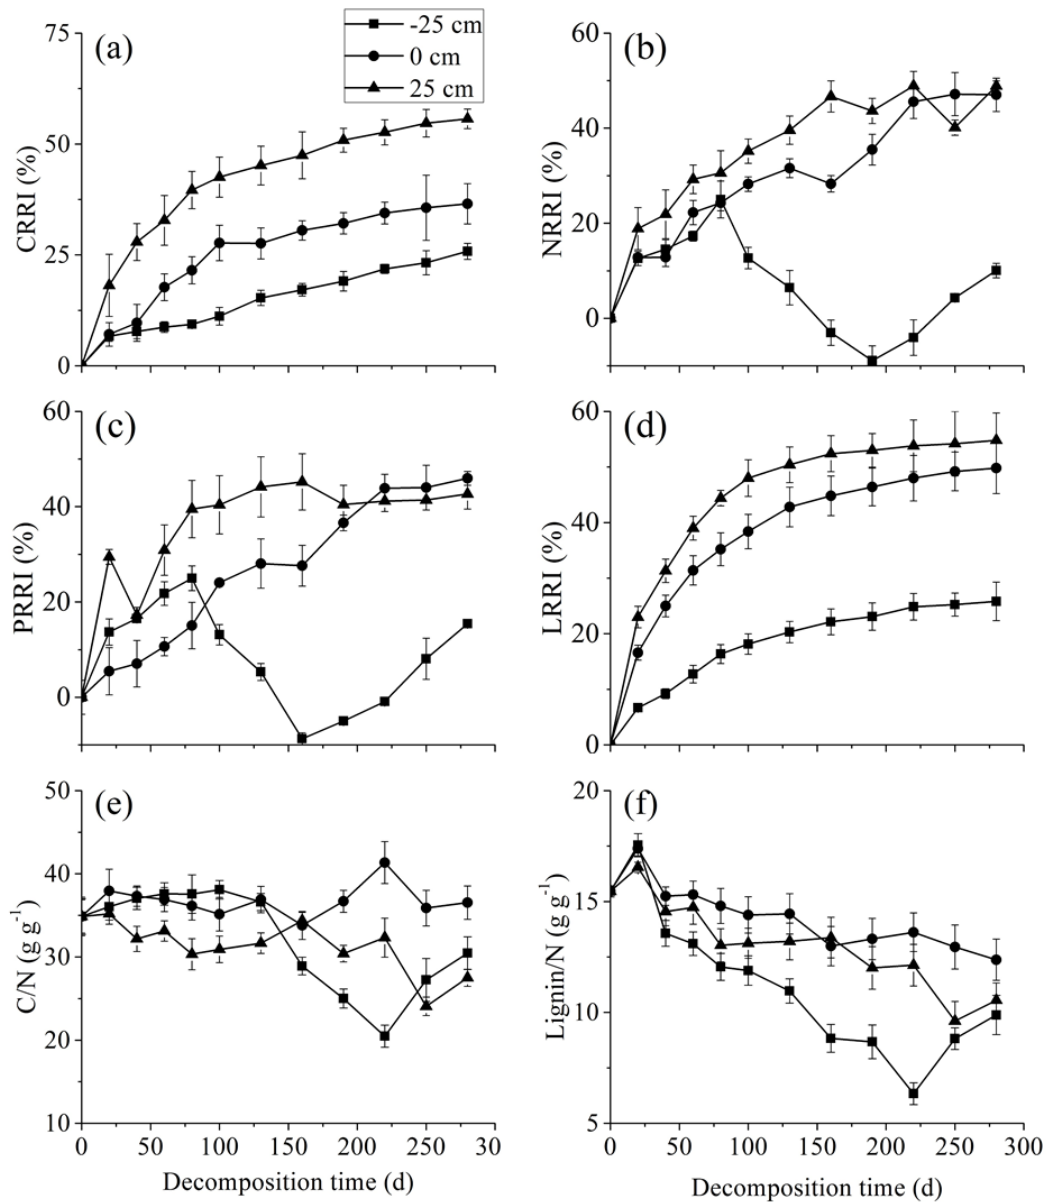 (a)
-25 cm
0 cm
25 cm
75
50
25
0
CRRI (%)
(b)
60
40
20
0
NRRI (%)
(c)
60
40
20
0
PRRI (%)
(d)
60
40
20
0
LRRI (%)
(e)
50
40
30
20
10
C/N (g g⁻¹)
0 50 100 150 200 250 30
Decomposition time (d)
(f)
20
15
10
5
Lignin/N (g g⁻¹)
0 50 100 150 200 250 300
Decomposition time (d)